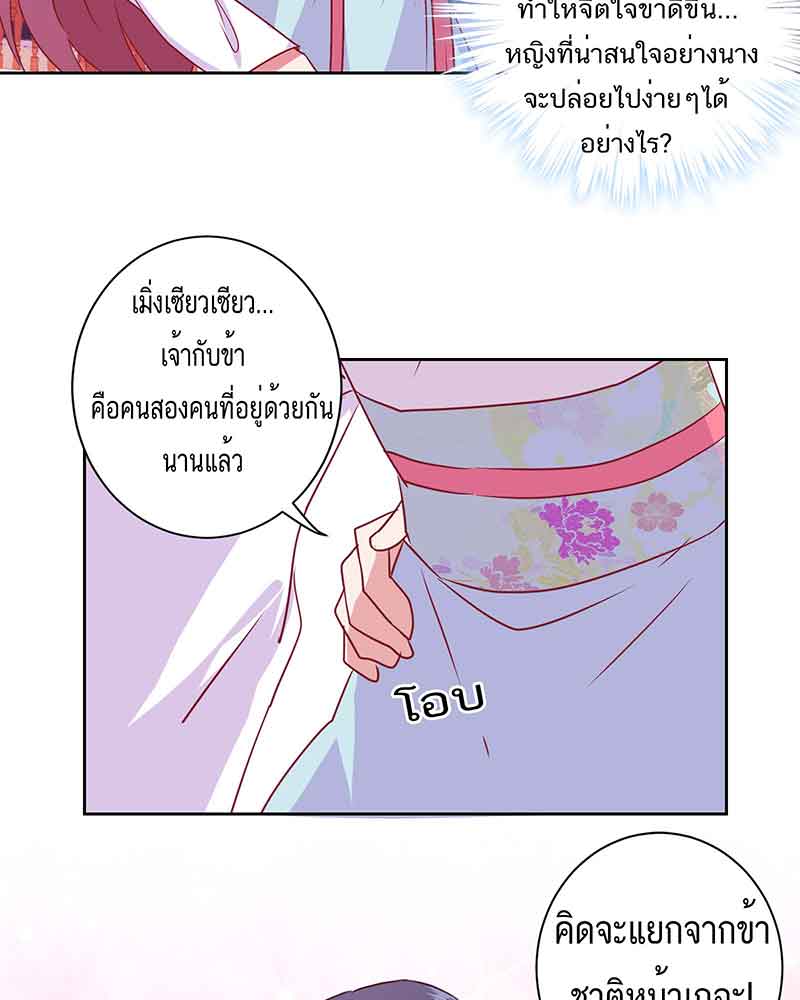 ทำให้จิตใจขาดิ้ขึ้น...
หญิงที่น่าสนใจอย่างนาง
จะปล่อยไปง่ายๆได้
อย่างไร?
เมิ่งเซียวเซียว...
เจ้ากับข้า
คือคนสองคนที่อยู่ด้วยกัน
นานแล้ว
โอบ
คิดจะแยกจากข้า
ชาติหน้าเถอะ!